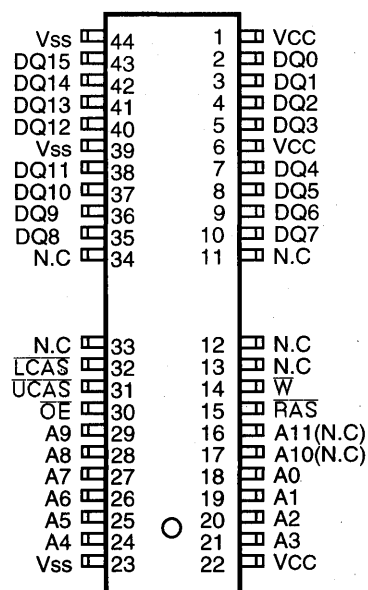 Vss 44 1 VCC
DQ15 43 2 DQ0
DQ14 42 3 DQ1
DQ13 41 4 DQ2
DQ12 40 5 DQ3
Vss 39 6 VCC
DQ11 38 7 DQ4
DQ10 37 8 DQ5
DQ9 36 9 DQ6
DQ8 35 10 DQ7
N.C 34 11 N.C
N.C 33 12 N.C
L̅C̅A̅S̅ 32 13 N.C
U̅C̅A̅S̅ 31 14 W̅
O̅E̅ 30 15 R̅A̅S̅
A9 29 16 A11(N.C)
A8 28 17 A10(N.C)
A7 27 18 A0
A6 26 19 A1
A5 25 20 A2
A4 24 21 A3
Vss 23 22 VCC